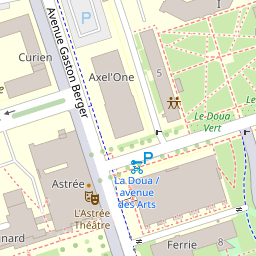 Avenue Gaston Berger
P
Curien
Axel'One
5
Le Doua
Vert
P
Astrée
La Doua /
avenue
des Arts
L'Astrée
Théâtre
Ferrie
8